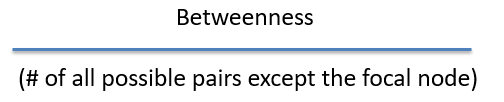 Betweenness
(# of all possible pairs except the focal node)